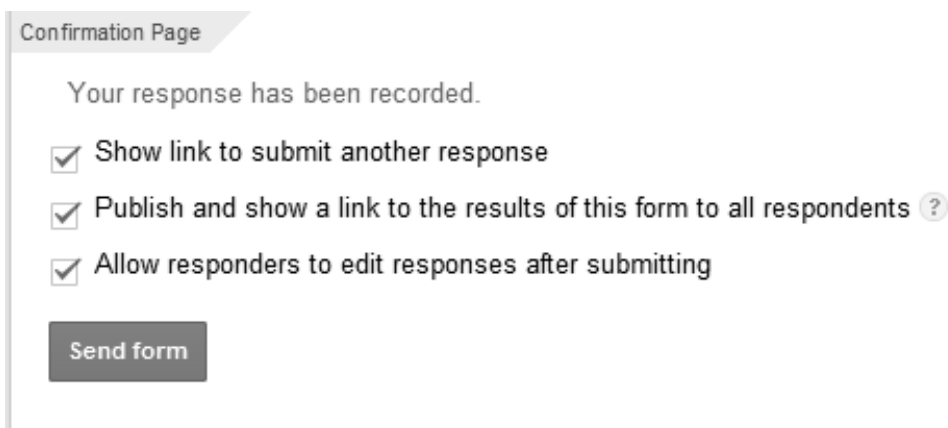 Confirmation Page
Your response has been recorded.
Show link to submit another response
Publish and show a link to the results of this form to all respondents ?
Allow responders to edit responses after submitting
Send form